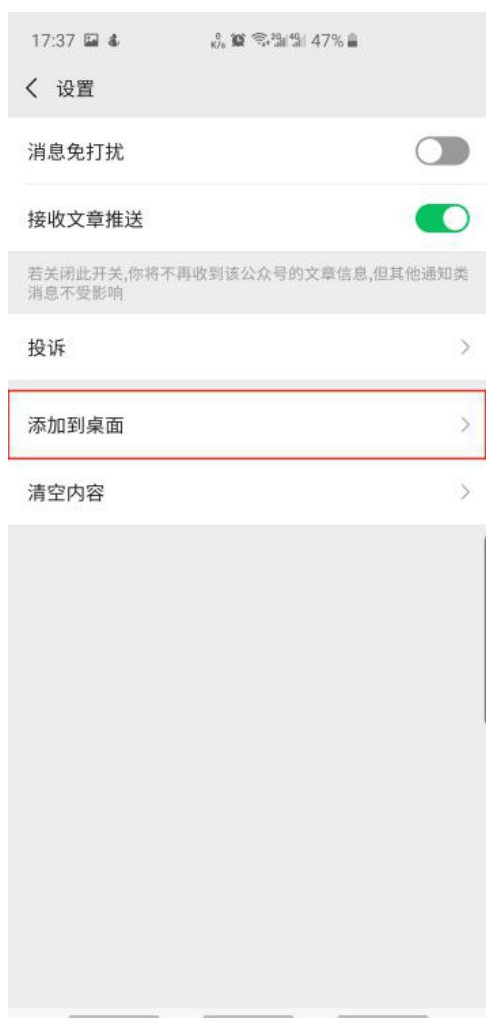 17:37 0 K/s 2G 4G 47%
设置
消息免打扰
接收文章推送
若关闭此开关,你将不再收到该公众号的文章信息,但其他通知类
消息不受影响
投诉
添加到桌面
清空内容